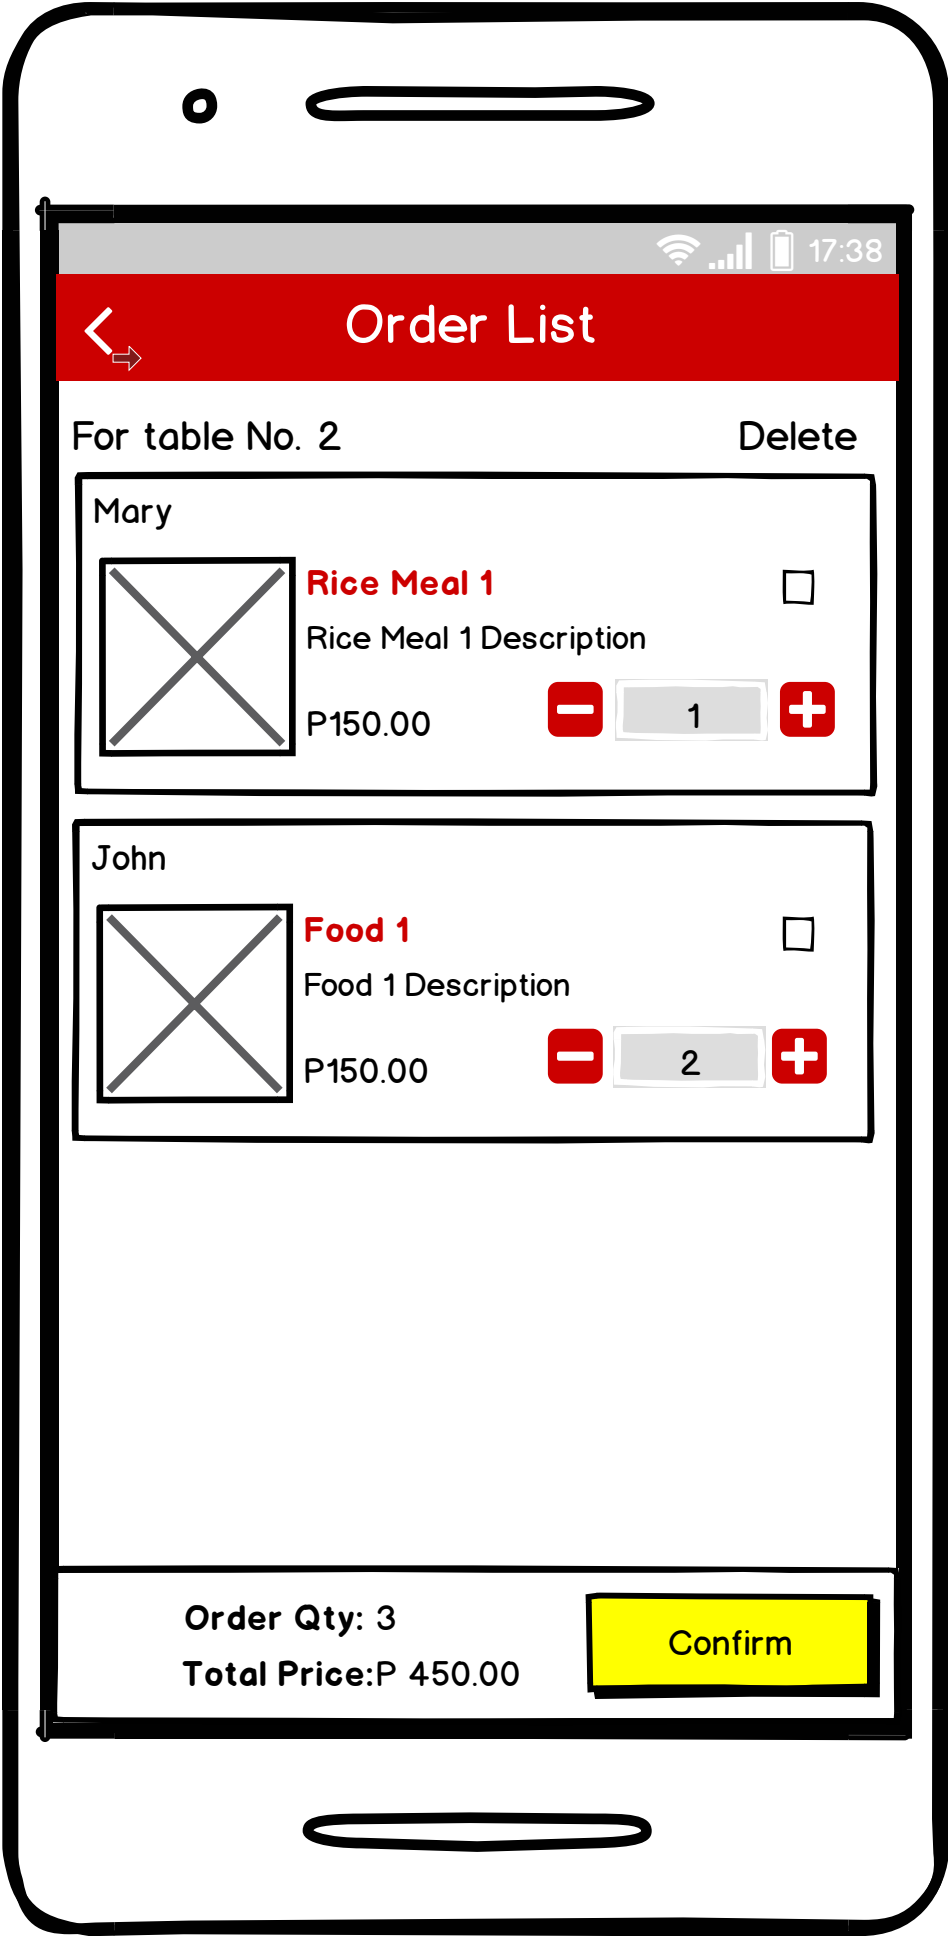 17:38
Order List
For table No. 2 Delete
Mary
Rice Meal 1
Rice Meal 1 Description
P150.00 1
John
Food 1
Food 1 Description
P150.00 2
Order Qty: 3
Total Price:P 450.00
Confirm